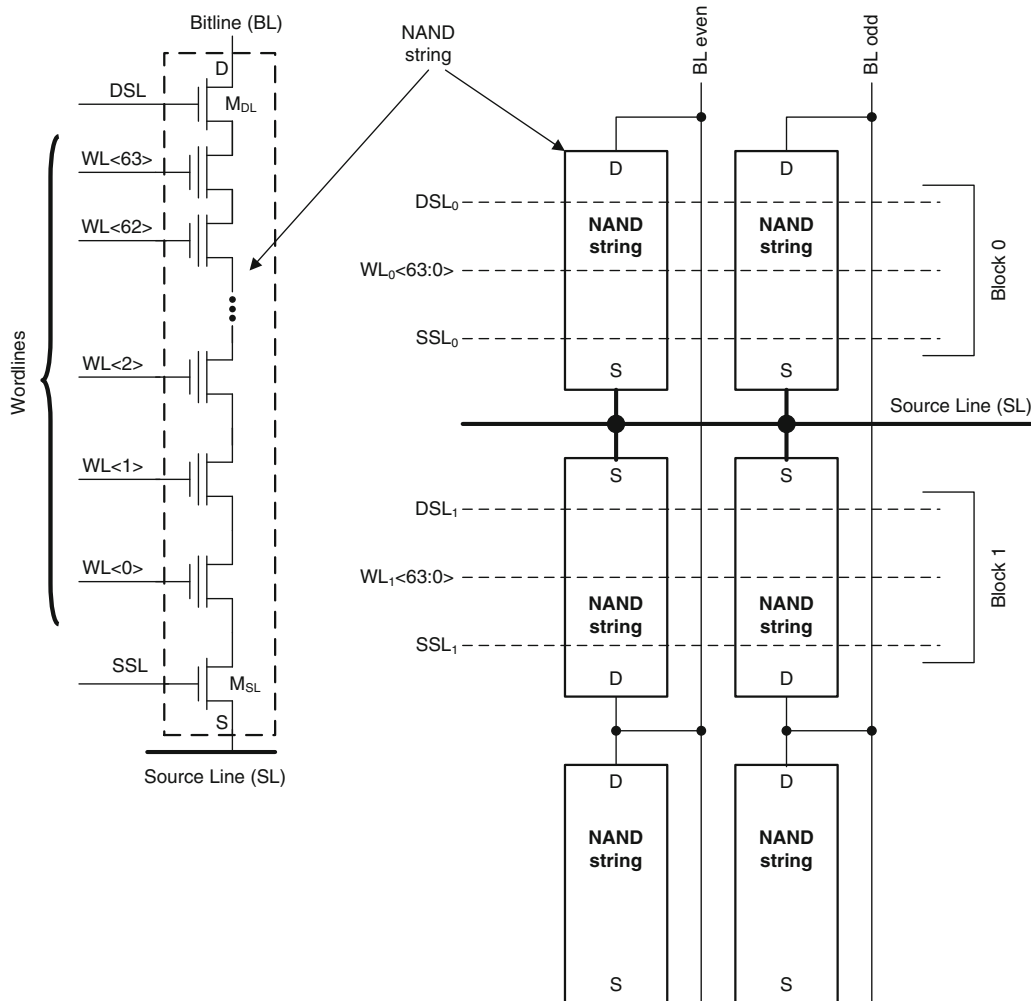 Bitline (BL)
D
DSL
M_DL
WL<63>
WL<62>
Wordlines
WL<2>
WL<1>
WL<0>
SSL
M_SL
S
Source Line (SL)
NAND
string
BL even
BL odd
D
D
DSL₀
NAND
string
NAND
string
WL₀<63:0>
SSL₀
Block 0
S
S
Source Line (SL)
S
S
DSL₁
WL₁<63:0>
NAND
string
NAND
string
SSL₁
Block 1
D
D
D
D
NAND
string
NAND
string
S
S